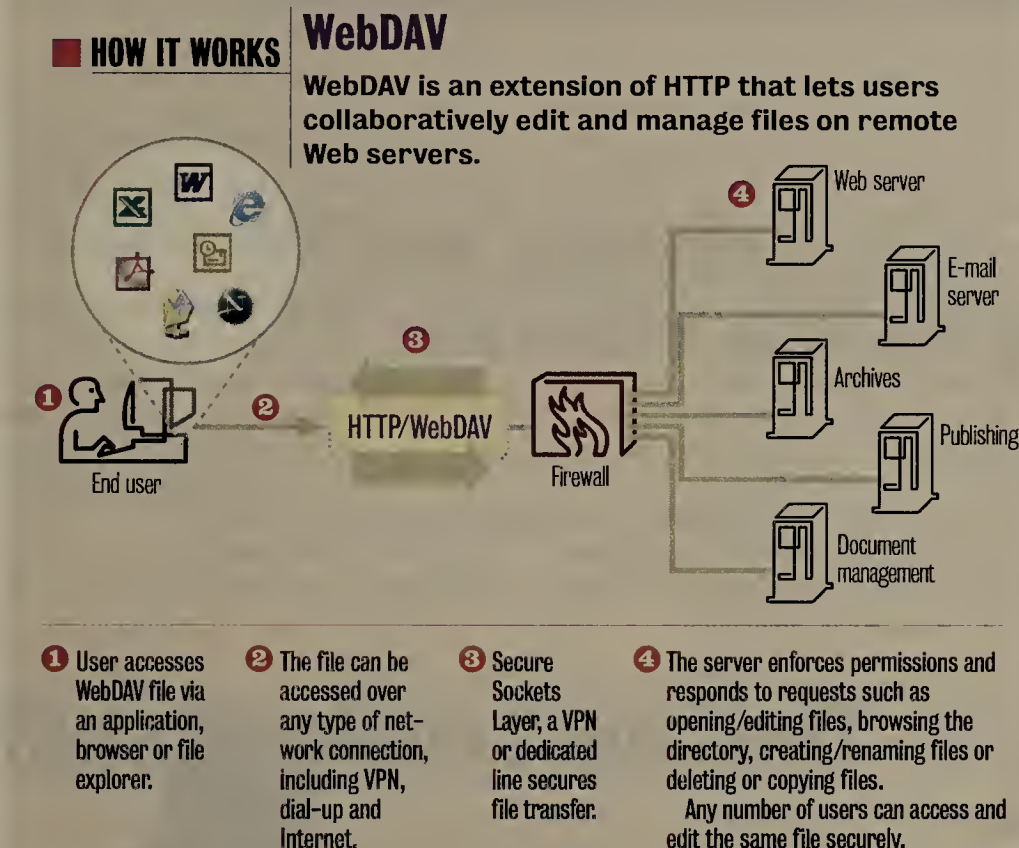 HOW IT WORKS
WebDAV
WebDAV is an extension of HTTP that lets users
collaboratively edit and manage files on remote
Web servers.
W
X
e
N
4
Web server
E-mail
server
Archives
Publishing
Document
management
3
1
2
HTTP/WebDAV
End user
Firewall
1 User accesses
WebDAV file via
an application,
browser or file
explorer.
2 The file can be
accessed over
any type of net-
work connection,
including VPN,
dial-up and
Internet.
3 Secure
Sockets
Layer, a VPN
or dedicated
line secures
file transfer.
4 The server enforces permissions and
responds to requests such as
opening/editing files, browsing the
directory, creating/renaming files or
deleting or copying files.
Any number of users can access and
edit the same file securely.